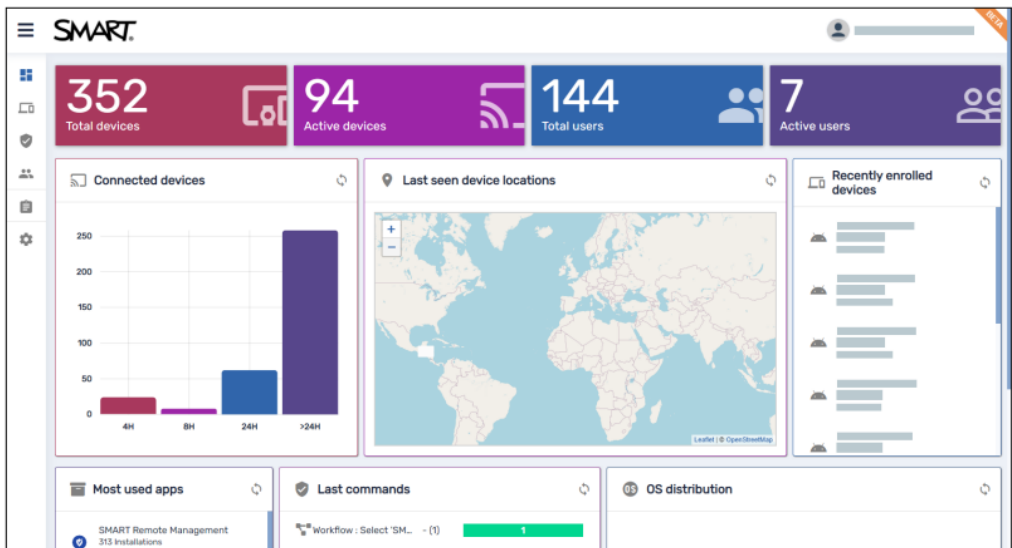 SMART
BETA
352
Total devices
94
Active devices
144
Total users
7
Active users
Connected devices
250
200
150
100
50
0
4H
8H
24H
>24H
Last seen device locations
+
−
Leaflet | © OpenStreetMap
Recently enrolled
devices
Most used apps
SMART Remote Management
313 Installations
Last commands
Workflow : Select 'SM... - (1)
1
OS OS distribution